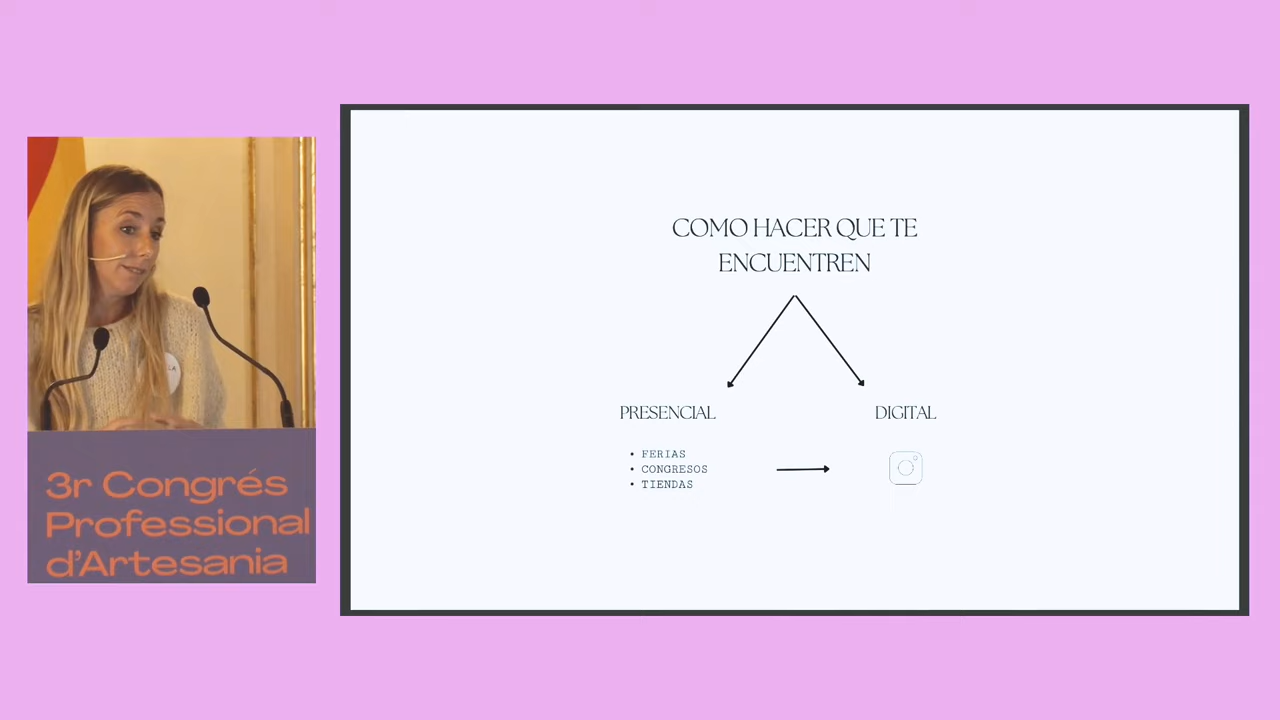 3r Congrés
Professional
d'Artesania
COMO HACER QUE TE
ENCUENTREN
PRESENCIAL
DIGITAL
• FERIAS
• CONGRESOS
• TIENDAS